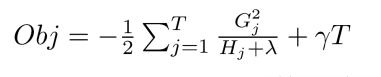 Obj = -\frac{1}{2} \sum_{j=1}^{T} \frac{G_j^2}{H_j + \lambda} + \gamma T